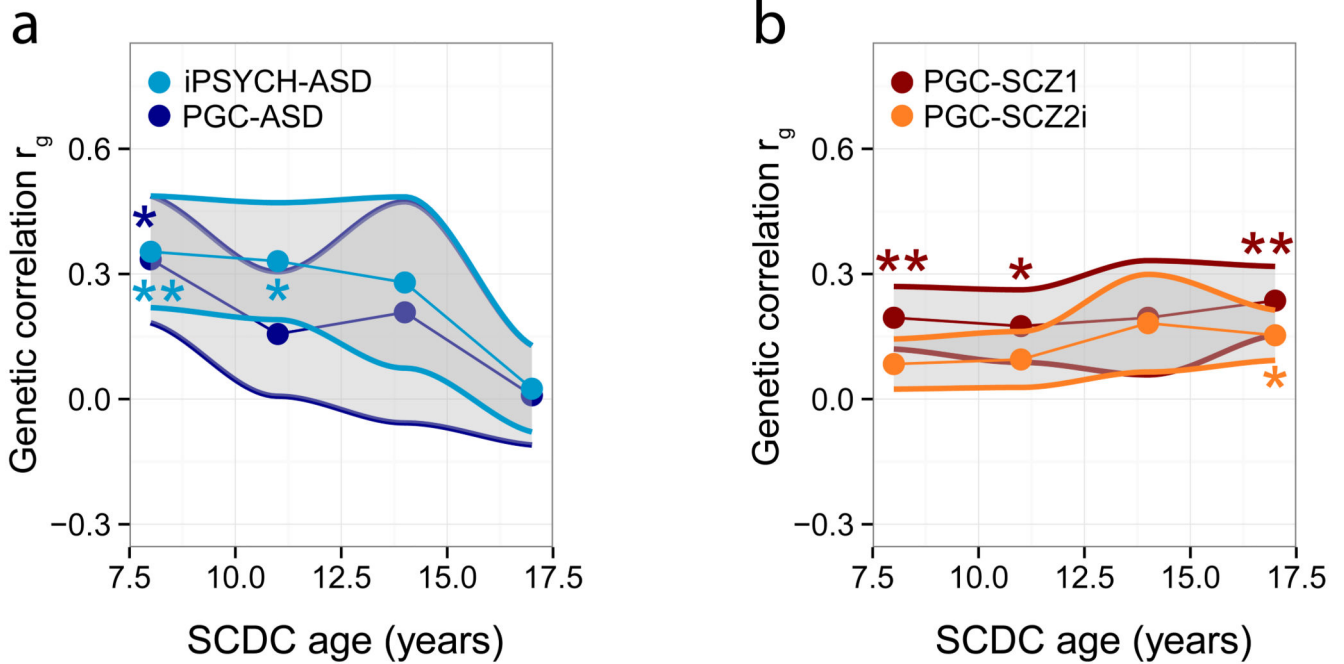 a
iPSYCH-ASD
PGC-ASD
Genetic correlation r_g
0.6
0.3
0.0
−0.3
*
**
*
7.5 10.0 12.5 15.0 17.5
SCDC age (years)
b
PGC-SCZ1
PGC-SCZ2i
Genetic correlation r_g
0.6
0.3
0.0
−0.3
**
*
**
*
7.5 10.0 12.5 15.0 17.5
SCDC age (years)